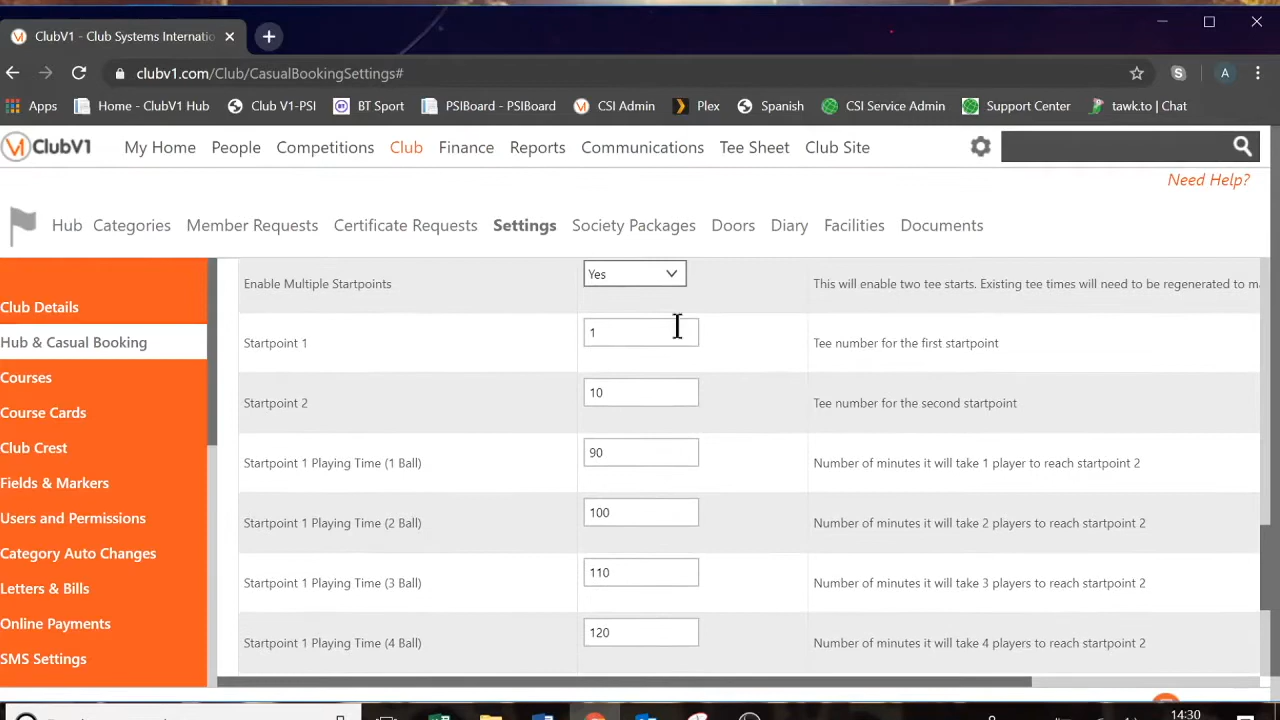 ClubV1 - Club Systems Internatio
clubv1.com/Club/CasualBookingSettings#
A
Apps Home - ClubV1 Hub Club V1-PSI BT Sport PSIBoard - PSIBoard CSI Admin Plex Spanish CSI Service Admin Support Center tawk.to | Chat
V1 ClubV1 My Home People Competitions Club Finance Reports Communications Tee Sheet Club Site
Need Help?
Hub Categories Member Requests Certificate Requests Settings Society Packages Doors Diary Facilities Documents
Club Details
Hub & Casual Booking
Courses
Course Cards
Club Crest
Fields & Markers
Users and Permissions
Category Auto Changes
Letters & Bills
Online Payments
SMS Settings
Enable Multiple Startpoints Yes This will enable two tee starts. Existing tee times will need to be regenerated to m
Startpoint 1 1 Tee number for the first startpoint
Startpoint 2 10 Tee number for the second startpoint
Startpoint 1 Playing Time (1 Ball) 90 Number of minutes it will take 1 player to reach startpoint 2
Startpoint 1 Playing Time (2 Ball) 100 Number of minutes it will take 2 players to reach startpoint 2
Startpoint 1 Playing Time (3 Ball) 110 Number of minutes it will take 3 players to reach startpoint 2
Startpoint 1 Playing Time (4 Ball) 120 Number of minutes it will take 4 players to reach startpoint 2
14:30